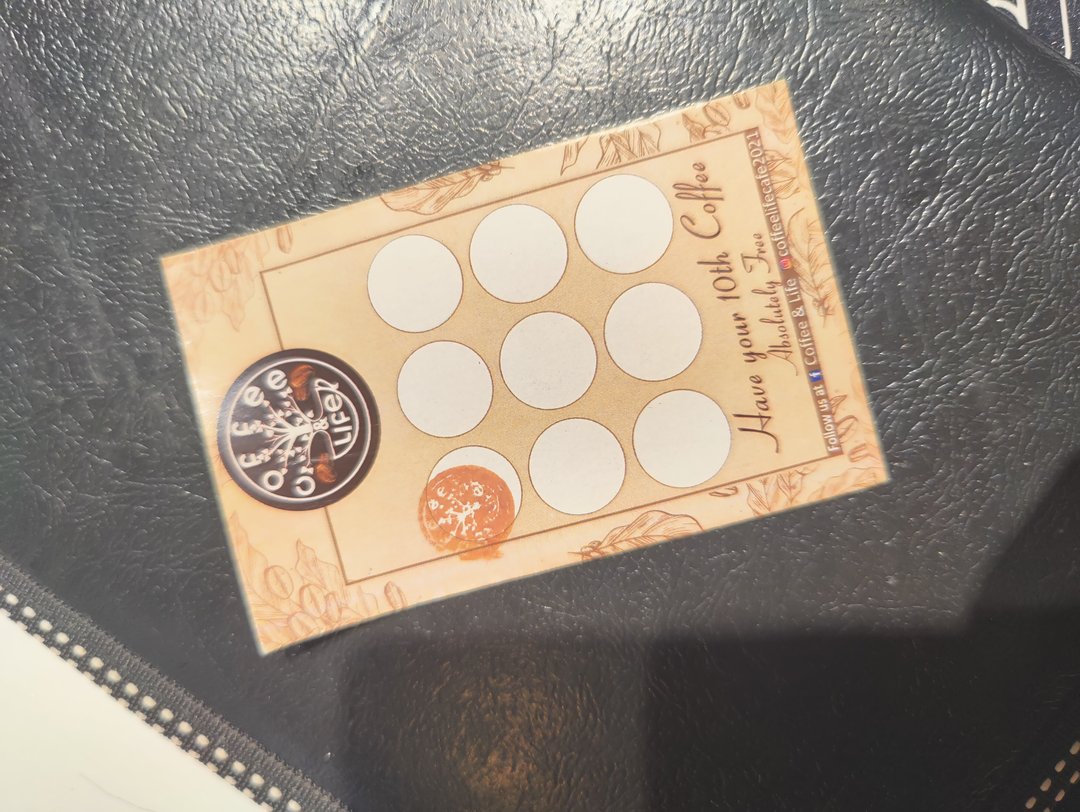 Coffee
& LIFE
Have your 10th Coffee
Absolutely Free
Follow us at f Coffee & Life @coffeelifecafe2021